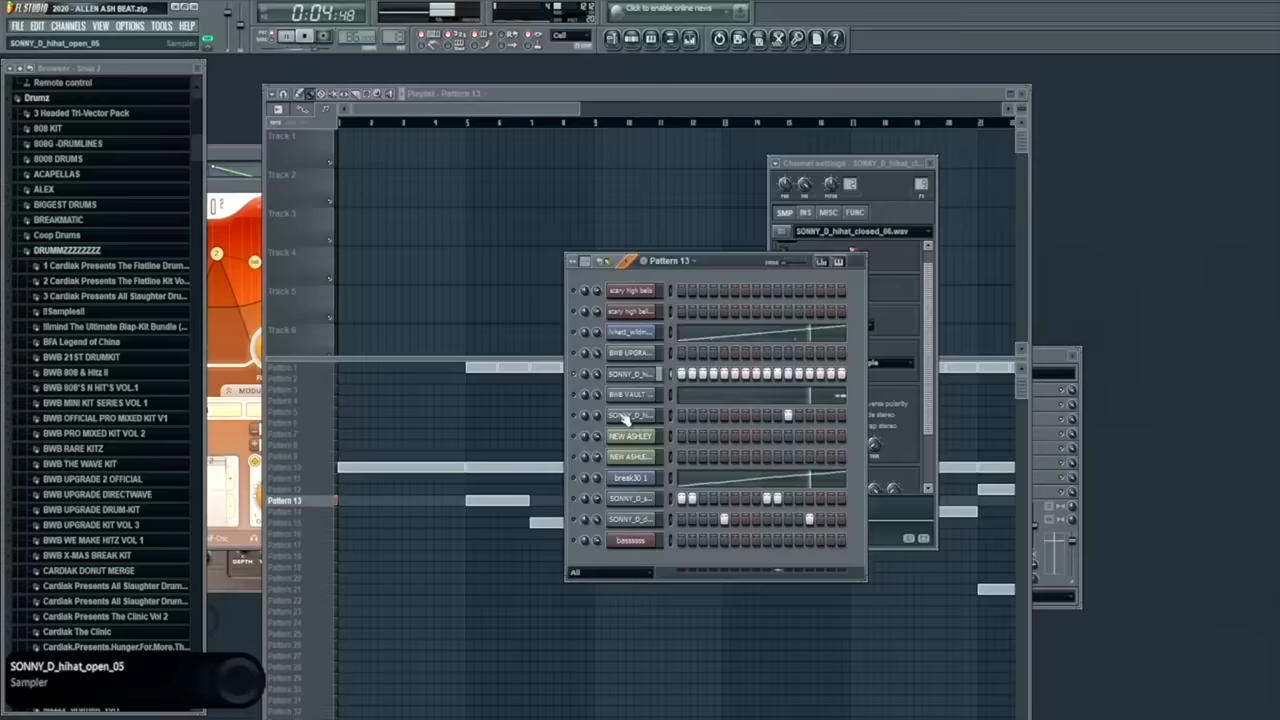 FL STUDIO 2020 - ALLEN ASH BEAT.zip
FILE EDIT CHANNELS VIEW OPTIONS TOOLS HELP
SONNY_D_hihat_open_05 Sampler
0:04:48
Click to enable online news
Cell
Browser - Snap J
Remote control
Drumz
3 Headed Tri-Vector Pack
808 KIT
808G -DRUMLINES
8008 DRUMS
ACAPELLAS
ALEX
BIGGEST DRUMS
BREAKMATIC
Coop Drums
DRUMMZZZZZZZZ
1 Cardiak Presents The Flatline Drum...
2 Cardiak Presents The Flatline Kit Vo...
3 Cardiak Presents All Slaughter Dru...
!!Samples!!
!Illmind The Ultimate Blap-Kit Bundle (...
BFA Legend of China
BWB 21ST DRUMKIT
BWB 808 & Hitz II
BWB 808'S N HIT'S VOL.1
BWB MINI KIT SERIES VOL 1
BWB OFFICIAL PRO MIXED KIT V1
BWB PRO MIXED KIT VOL 2
BWB RARE KITZ
BWB THE WAVE KIT
BWB UPGRADE 2 OFFICIAL
BWB UPGRADE DIRECTWAVE
BWB UPGRADE DRUM-KIT
BWB UPGRADE KIT VOL 3
BWB WE MAKE HITZ VOL 1
BWB X-MAS BREAK KIT
CARDIAK DONUT MERGE
Cardiak Presents All Slaughter Drum...
Cardiak Presents All Slaughter Drum...
Cardiak Presents The Clinic Vol 2
Cardiak The Clinic
Cardiak.Presents.Hunger.For.More.Th...
SONNY_D_hihat_open_05
Sampler
Playlist - Pattern 13
Track 1
Track 2
Track 3
Track 4
Track 5
Track 6
Pattern 1
Pattern 2
Pattern 3
Pattern 4
Pattern 5
Pattern 6
Pattern 7
Pattern 8
Pattern 9
Pattern 10
Pattern 11
Pattern 12
Pattern 13
Pattern 14
Pattern 15
Pattern 16
Pattern 17
Pattern 18
Pattern 19
Pattern 20
Pattern 21
Pattern 22
Pattern 23
Pattern 24
Pattern 25
Pattern 26
Pattern 27
Pattern 28
Pattern 29
Pattern 30
Pattern 31
Pattern 32
Channel settings - SONNY_D_hihat_cl...
SMP INS MISC FUNC
SONNY_D_hihat_closed_06.wav
Pattern 13
scary high bells
scary high bell...
BWB UPGRA...
SONNY_D_hi...
BWB VAULT ...
SONNY_D_h...
NEW ASHLEY
NEW ASHLE...
break30 1
SONNY_D_s...
SONNY_D_c...
bassssss
All
DEPTH